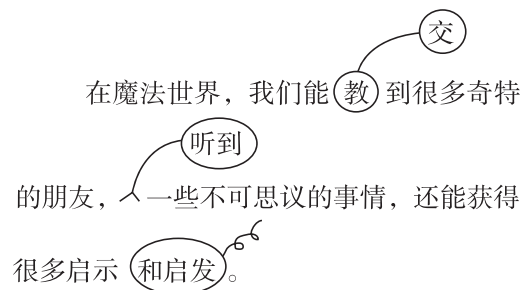 交
在魔法世界，我们能教到很多奇特
听到
的朋友，一些不可思议的事情，还能获得
很多启示和启发。